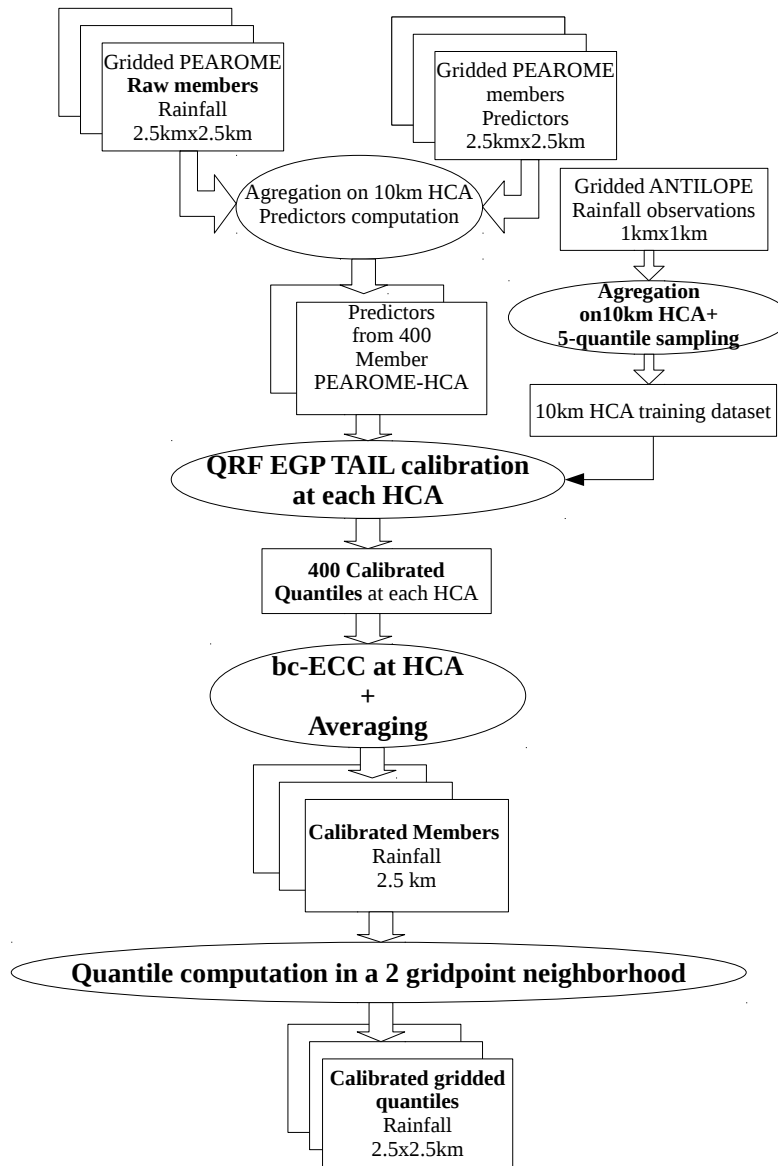 Gridded PEAROME
Raw members
Rainfall
2.5kmx2.5km
Gridded PEAROME
members
Predictors
2.5kmx2.5km
Agregation on 10km HCA
Predictors computation
Gridded ANTILOPE
Rainfall observations
1kmx1km
Agregation
on10km HCA+
5-quantile sampling
Predictors
from 400
Member
PEAROME-HCA
10km HCA training dataset
QRF EGP TAIL calibration
at each HCA
400 Calibrated
Quantiles at each HCA
bc-ECC at HCA
+
Averaging
Calibrated Members
Rainfall
2.5 km
Quantile computation in a 2 gridpoint neighborhood
Calibrated gridded
quantiles
Rainfall
2.5x2.5km